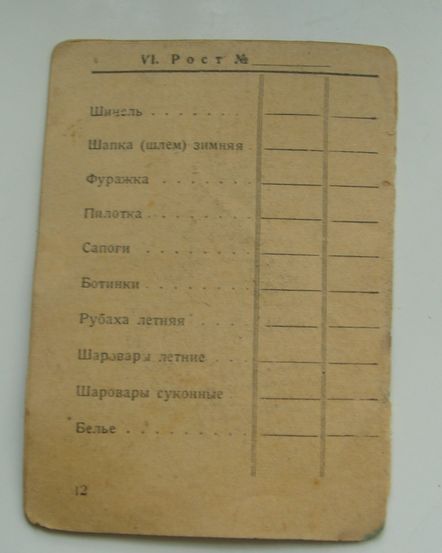 VI. Рост №
Шинель
Шапка (шлем) зимняя
Фуражка
Пилотка
Сапоги
Ботинки
Рубаха летняя
Шаровары летние
Шаровары суконные
Белье
12